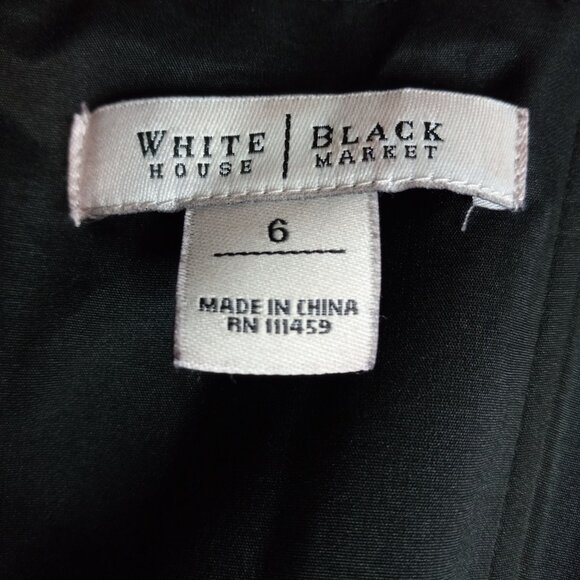 WHITE | BLACK
HOUSE MARKET
6
MADE IN CHINA
RN 111459